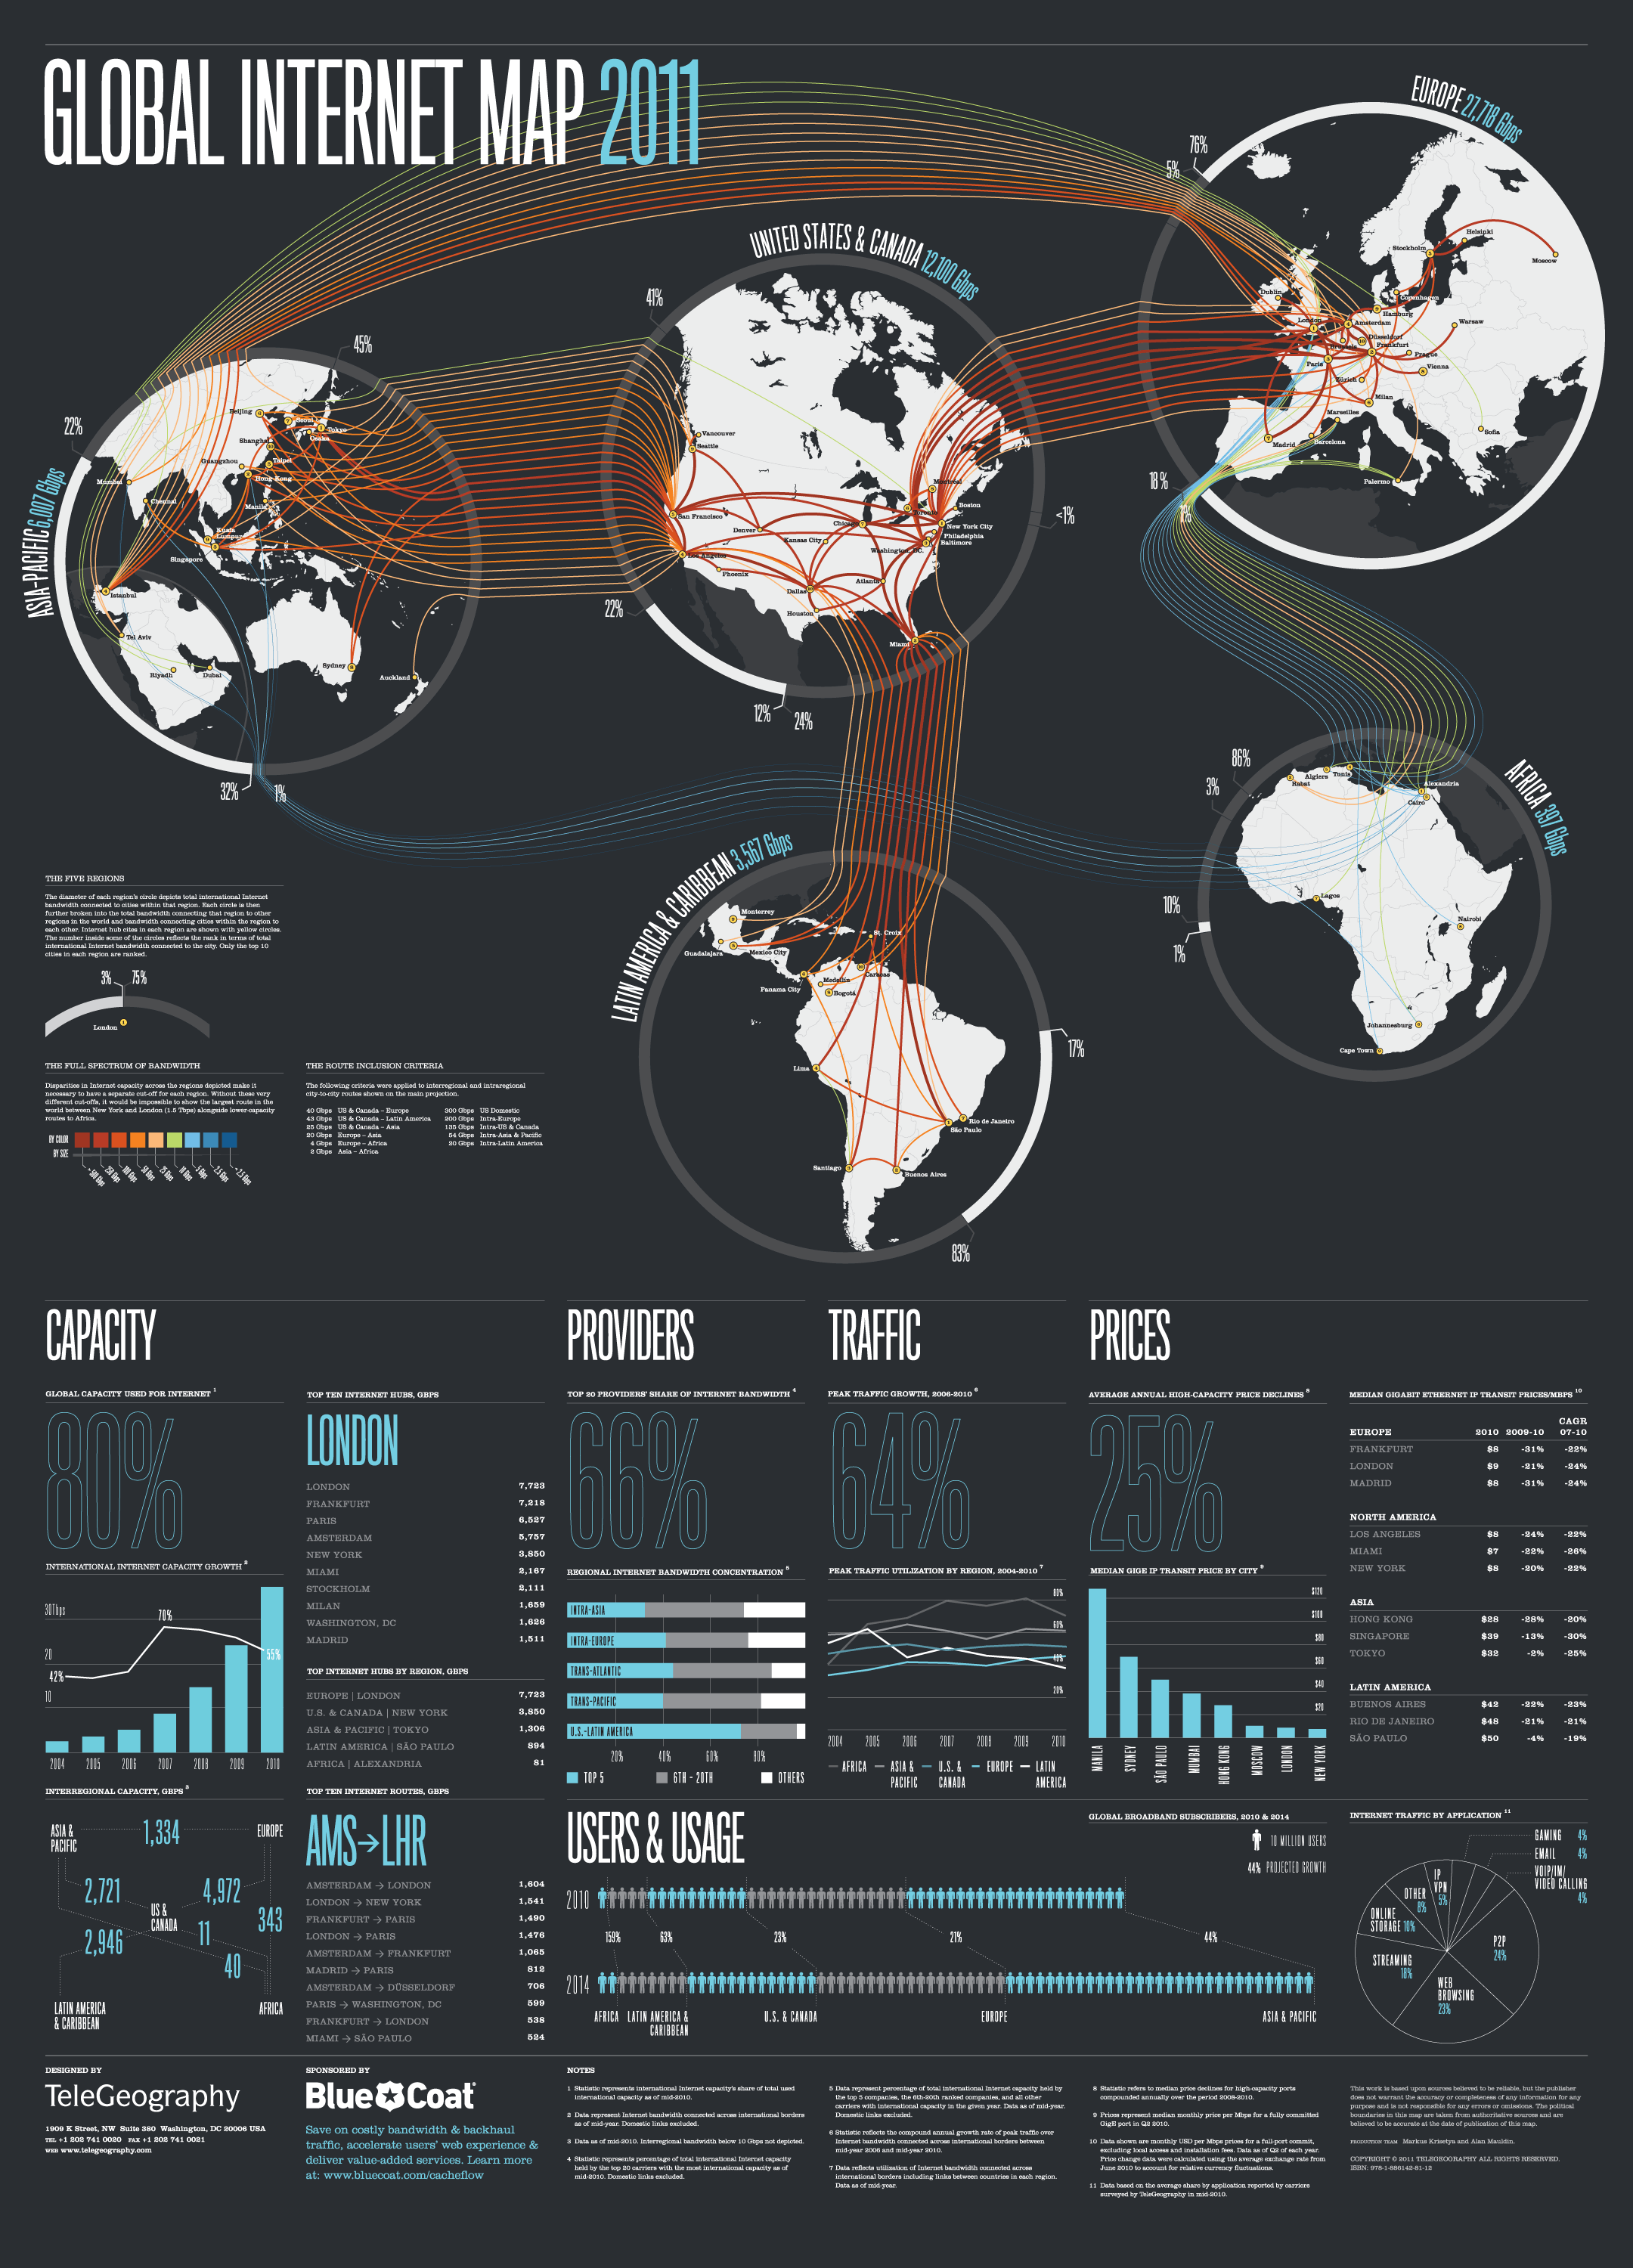 GLOBAL INTERNET MAP 2011
EUROPE 27,718 Gbps
76%
5%
18%
1%
Stockholm
Helsinki
Moscow
Dublin
Copenhagen
London
Hamburg
Amsterdam
Warsaw
Düsseldorf
Frankfurt
Paris
Prague
Vienna
Zürich
Milan
Marseilles
Madrid
Barcelona
Sofia
Palermo
UNITED STATES & CANADA 12,100 Gbps
41%
<1%
22%
12%
24%
Vancouver
Seattle
Montreal
Toronto
Boston
San Francisco
Denver
Chicago
New York City
Philadelphia
Baltimore
Kansas City
Washington, DC.
Los Angeles
Phoenix
Atlanta
Dallas
Houston
Miami
ASIA-PACIFIC 6,007 Gbps
45%
22%
32%
1%
Beijing
Seoul
Tokyo
Osaka
Shanghai
Guangzhou
Taipei
Hong Kong
Mumbai
Chennai
Manila
Kuala
Lumpur
Singapore
Istanbul
Tel Aviv
Riyadh
Dubai
Sydney
Auckland
AFRICA 397 Gbps
86%
3%
10%
1%
Algiers
Tunis
Rabat
Alexandria
Cairo
Lagos
Nairobi
Johannesburg
Cape Town
LATIN AMERICA & CARIBBEAN 3,567 Gbps
17%
83%
Monterrey
Guadalajara
Mexico City
St. Croix
Panama City
Medellin
Caracas
Bogotá
Lima
Rio de Janeiro
São Paulo
Santiago
Buenos Aires
THE FIVE REGIONS
The diameter of each region's circle depicts total international Internet
bandwidth connected to cities within that region. Each circle is then
further broken into the total bandwidth connecting that region to other
regions in the world and bandwidth connecting cities within the region to
each other. Internet hub cites in each region are shown with yellow circles.
The number inside some of the circles reflects the rank in terms of total
international Internet bandwidth connected to the city. Only the top 10
cities in each region are ranked.
3%
75%
London
THE FULL SPECTRUM OF BANDWIDTH
Disparities in Internet capacity across the regions depicted make it
necessary to have a separate cut-off for each region. Without these very
different cut-offs, it would be impossible to show the largest route in the
world between New York and London (1.5 Tbps) alongside lower-capacity
routes to Africa.
BY COLOR
BY SIZE
THE ROUTE INCLUSION CRITERIA
The following criteria were applied to interregional and intraregional
city-to-city routes shown on the main projection.
40 Gbps US & Canada – Europe
43 Gbps US & Canada – Latin America
25 Gbps US & Canada – Asia
20 Gbps Europe – Asia
4 Gbps Europe – Africa
2 Gbps Asia – Africa
300 Gbps US Domestic
200 Gbps Intra-Europe
135 Gbps Intra-US & Canada
54 Gbps Intra-Asia & Pacific
20 Gbps Intra-Latin America
CAPACITY
GLOBAL CAPACITY USED FOR INTERNET 1
80%
INTERNATIONAL INTERNET CAPACITY GROWTH 2
30Tbps
20
10
42%
70%
55%
2004 2005 2006 2007 2008 2009 2010
INTERREGIONAL CAPACITY, GBPS 3
ASIA & PACIFIC
1,334
EUROPE
2,721
4,972
US & CANADA
11
343
2,946
40
LATIN AMERICA & CARIBBEAN
AFRICA
TOP TEN INTERNET HUBS, GBPS
LONDON
LONDON 7,723
FRANKFURT 7,218
PARIS 6,527
AMSTERDAM 5,757
NEW YORK 3,850
MIAMI 2,167
STOCKHOLM 2,111
MILAN 1,659
WASHINGTON, DC 1,626
MADRID 1,511
TOP INTERNET HUBS BY REGION, GBPS
EUROPE | LONDON 7,723
U.S. & CANADA | NEW YORK 3,850
ASIA & PACIFIC | TOKYO 1,306
LATIN AMERICA | SÃO PAULO 894
AFRICA | ALEXANDRIA 81
TOP TEN INTERNET ROUTES, GBPS
AMS→LHR
AMSTERDAM → LONDON 1,604
LONDON → NEW YORK 1,541
FRANKFURT → PARIS 1,490
LONDON → PARIS 1,476
AMSTERDAM → FRANKFURT 1,065
MADRID → PARIS 812
AMSTERDAM → DÜSSELDORF 706
PARIS → WASHINGTON, DC 599
FRANKFURT → LONDON 538
MIAMI → SÃO PAULO 524
PROVIDERS
TOP 20 PROVIDERS' SHARE OF INTERNET BANDWIDTH 4
66%
REGIONAL INTERNET BANDWIDTH CONCENTRATION 5
INTRA-ASIA
INTRA-EUROPE
TRANS-ATLANTIC
TRANS-PACIFIC
U.S.-LATIN AMERICA
20% 40% 60% 80%
TOP 5
6TH - 20TH
OTHERS
TRAFFIC
PEAK TRAFFIC GROWTH, 2006-2010 6
64%
PEAK TRAFFIC UTILIZATION BY REGION, 2004-2010 7
80%
60%
40%
20%
2004 2005 2006 2007 2008 2009 2010
AFRICA
ASIA & PACIFIC
U.S. & CANADA
EUROPE
LATIN AMERICA
PRICES
AVERAGE ANNUAL HIGH-CAPACITY PRICE DECLINES 8
25%
MEDIAN GIGE IP TRANSIT PRICE BY CITY 9
$120
$100
$80
$60
$40
$20
MANILA
SYDNEY
SÃO PAULO
MUMBAI
HONG KONG
MOSCOW
LONDON
NEW YORK
MEDIAN GIGABIT ETHERNET IP TRANSIT PRICES/MBPS 10
EUROPE 2010 2009-10 CAGR 07-10
FRANKFURT $8 -31% -22%
LONDON $9 -21% -24%
MADRID $8 -31% -24%
NORTH AMERICA
LOS ANGELES $8 -24% -22%
MIAMI $7 -22% -26%
NEW YORK $8 -20% -22%
ASIA
HONG KONG $28 -28% -20%
SINGAPORE $39 -13% -30%
TOKYO $32 -2% -25%
LATIN AMERICA
BUENOS AIRES $42 -22% -23%
RIO DE JANEIRO $48 -21% -21%
SÃO PAULO $50 -4% -19%
USERS & USAGE
GLOBAL BROADBAND SUBSCRIBERS, 2010 & 2014
10 MILLION USERS
44% PROJECTED GROWTH
2010
159% 63% 23% 21% 44%
2014
AFRICA
LATIN AMERICA & CARIBBEAN
U.S. & CANADA
EUROPE
ASIA & PACIFIC
INTERNET TRAFFIC BY APPLICATION 11
GAMING 4%
EMAIL 4%
VOIP/IM/ VIDEO CALLING 4%
IP VPN 5%
OTHER 8%
ONLINE STORAGE 10%
STREAMING 18%
WEB BROWSING 23%
P2P 24%
DESIGNED BY
TeleGeography
1909 K Street, NW Suite 380 Washington, DC 20006 USA
TEL +1 202 741 0020 FAX +1 202 741 0021
WEB www.telegeography.com
SPONSORED BY
Blue Coat
Save on costly bandwidth & backhaul
traffic, accelerate users' web experience &
deliver value-added services. Learn more
at: www.bluecoat.com/cacheflow
NOTES
1 Statistic represents international Internet capacity's share of total used
international capacity as of mid-2010.
2 Data represent Internet bandwidth connected across international borders
as of mid-year. Domestic links excluded.
3 Data as of mid-2010. Interregional bandwidth below 10 Gbps not depicted.
4 Statistic represents percentage of total international Internet capacity
held by the top 20 carriers with the most international capacity as of
mid-2010. Domestic links excluded.
5 Data represent percentage of total international Internet capacity held by
the top 5 companies, the 6th-20th ranked companies, and all other
carriers with international capacity in the given year. Data as of mid-year.
Domestic links excluded.
6 Statistic reflects the compound annual growth rate of peak traffic over
Internet bandwidth connected across international borders between
mid-year 2006 and mid-year 2010.
7 Data reflects utilization of Internet bandwidth connected across
international borders including links between countries in each region.
Data as of mid-year.
8 Statistic refers to median price declines for high-capacity ports
compounded annually over the period 2008-2010.
9 Prices represent median monthly price per Mbps for a fully committed
GigE port in Q2 2010.
10 Data shown are monthly USD per Mbps prices for a full-port commit,
excluding local access and installation fees. Data as of Q2 of each year.
Price change data were calculated using the average exchange rate from
June 2010 to account for relative currency fluctuations.
11 Data based on the average share by application reported by carriers
surveyed by TeleGeography in mid-2010.
This work is based upon sources believed to be reliable, but the publisher
does not warrant the accuracy or completeness of any information for any
purpose and is not responsible for any errors or omissions. The political
boundaries in this map are taken from authoritative sources and are
believed to be accurate at the date of publication of this map.
PRODUCTION TEAM Markus Krisetya and Alan Mauldin.
COPYRIGHT © 2011 TELEGEOGRAPHY ALL RIGHTS RESERVED.
ISBN: 978-1-886142-81-12